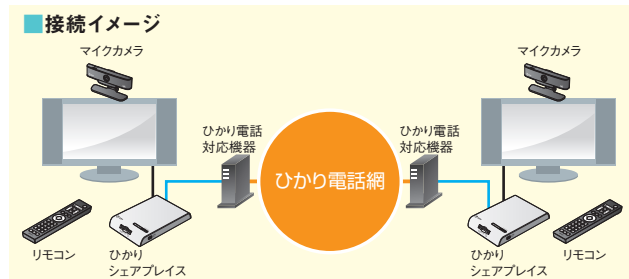 ■接続イメージ
マイクカメラ
マイクカメラ
ひかり電話
対応機器
ひかり電話網
ひかり電話
対応機器
リモコン
ひかり
シェアプレイス
ひかり
シェアプレイス
リモコン